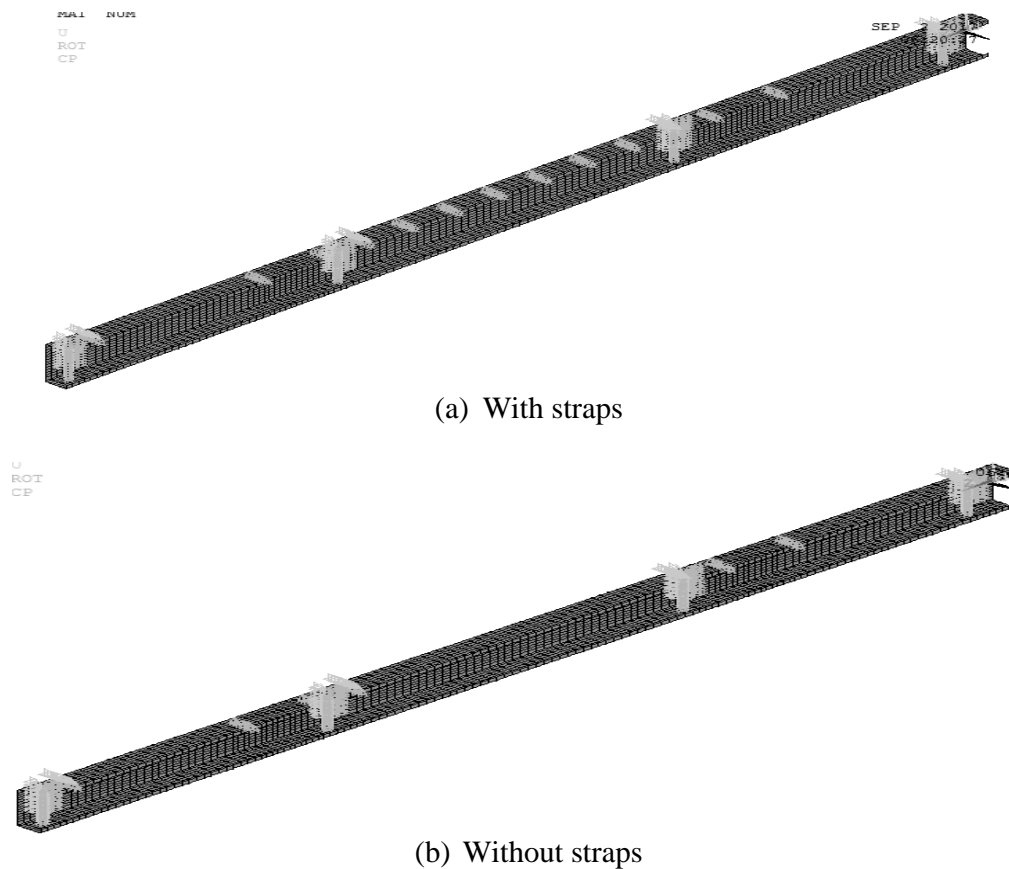 MAT NUM
U
ROT
CP
SEP
(a) With straps
U
ROT
CP
(b) Without straps